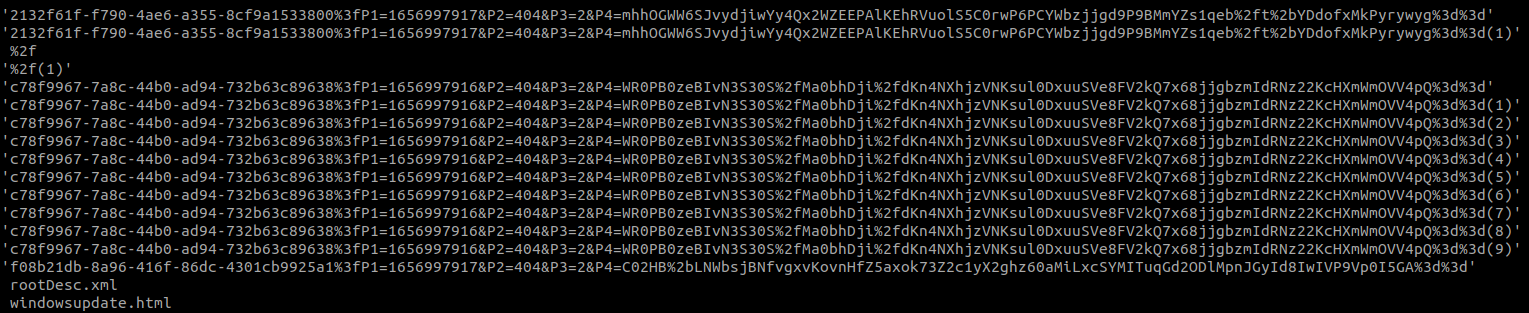 '2132f61f-f790-4ae6-a355-8cf9a1533800%3fP1=1656997917&P2=404&P3=2&P4=mhhOGWW6SJvydjiwYy4Qx2WZEEPAlKEhRVuolS5C0rwP6PCYWbzjjgd9P9BMmYZs1qeb%2ft%2bYDdofxMkPyrywyg%3d%3d'
'2132f61f-f790-4ae6-a355-8cf9a1533800%3fP1=1656997917&P2=404&P3=2&P4=mhhOGWW6SJvydjiwYy4Qx2WZEEPAlKEhRVuolS5C0rwP6PCYWbzjjgd9P9BMmYZs1qeb%2ft%2bYDdofxMkPyrywyg%3d%3d(1)'
%2f
'%2f(1)'
'c78f9967-7a8c-44b0-ad94-732b63c89638%3fP1=1656997916&P2=404&P3=2&P4=WR0PB0zeBIvN3S30S%2fMa0bhDji%2fdKn4NXhjzVNKsul0DxuuSVe8FV2kQ7x68jjgbzmIdRNz22KcHXmWmOVV4pQ%3d%3d'
'c78f9967-7a8c-44b0-ad94-732b63c89638%3fP1=1656997916&P2=404&P3=2&P4=WR0PB0zeBIvN3S30S%2fMa0bhDji%2fdKn4NXhjzVNKsul0DxuuSVe8FV2kQ7x68jjgbzmIdRNz22KcHXmWmOVV4pQ%3d%3d(1)'
'c78f9967-7a8c-44b0-ad94-732b63c89638%3fP1=1656997916&P2=404&P3=2&P4=WR0PB0zeBIvN3S30S%2fMa0bhDji%2fdKn4NXhjzVNKsul0DxuuSVe8FV2kQ7x68jjgbzmIdRNz22KcHXmWmOVV4pQ%3d%3d(2)'
'c78f9967-7a8c-44b0-ad94-732b63c89638%3fP1=1656997916&P2=404&P3=2&P4=WR0PB0zeBIvN3S30S%2fMa0bhDji%2fdKn4NXhjzVNKsul0DxuuSVe8FV2kQ7x68jjgbzmIdRNz22KcHXmWmOVV4pQ%3d%3d(3)'
'c78f9967-7a8c-44b0-ad94-732b63c89638%3fP1=1656997916&P2=404&P3=2&P4=WR0PB0zeBIvN3S30S%2fMa0bhDji%2fdKn4NXhjzVNKsul0DxuuSVe8FV2kQ7x68jjgbzmIdRNz22KcHXmWmOVV4pQ%3d%3d(4)'
'c78f9967-7a8c-44b0-ad94-732b63c89638%3fP1=1656997916&P2=404&P3=2&P4=WR0PB0zeBIvN3S30S%2fMa0bhDji%2fdKn4NXhjzVNKsul0DxuuSVe8FV2kQ7x68jjgbzmIdRNz22KcHXmWmOVV4pQ%3d%3d(5)'
'c78f9967-7a8c-44b0-ad94-732b63c89638%3fP1=1656997916&P2=404&P3=2&P4=WR0PB0zeBIvN3S30S%2fMa0bhDji%2fdKn4NXhjzVNKsul0DxuuSVe8FV2kQ7x68jjgbzmIdRNz22KcHXmWmOVV4pQ%3d%3d(6)'
'c78f9967-7a8c-44b0-ad94-732b63c89638%3fP1=1656997916&P2=404&P3=2&P4=WR0PB0zeBIvN3S30S%2fMa0bhDji%2fdKn4NXhjzVNKsul0DxuuSVe8FV2kQ7x68jjgbzmIdRNz22KcHXmWmOVV4pQ%3d%3d(7)'
'c78f9967-7a8c-44b0-ad94-732b63c89638%3fP1=1656997916&P2=404&P3=2&P4=WR0PB0zeBIvN3S30S%2fMa0bhDji%2fdKn4NXhjzVNKsul0DxuuSVe8FV2kQ7x68jjgbzmIdRNz22KcHXmWmOVV4pQ%3d%3d(8)'
'c78f9967-7a8c-44b0-ad94-732b63c89638%3fP1=1656997916&P2=404&P3=2&P4=WR0PB0zeBIvN3S30S%2fMa0bhDji%2fdKn4NXhjzVNKsul0DxuuSVe8FV2kQ7x68jjgbzmIdRNz22KcHXmWmOVV4pQ%3d%3d(9)'
'f08b21db-8a96-416f-86dc-4301cb9925a1%3fP1=1656997917&P2=404&P3=2&P4=C02HB%2bLNWbsjBNfvgxvKovnHfZ5axok73Z2c1yX2ghz60aMiLxcSYMITuqGd2ODlMpnJGyId8IwIVP9Vp0I5GA%3d%3d'
rootDesc.xml
windowsupdate.html